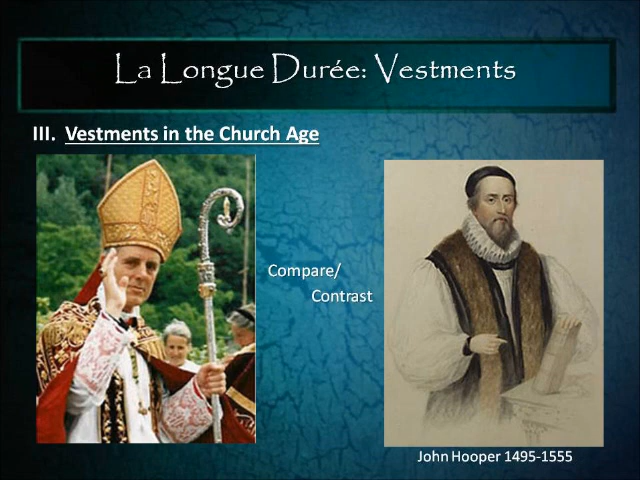 La Longue Durée: Vestments
III. Vestments in the Church Age
Compare/
Contrast
John Hooper 1495-1555